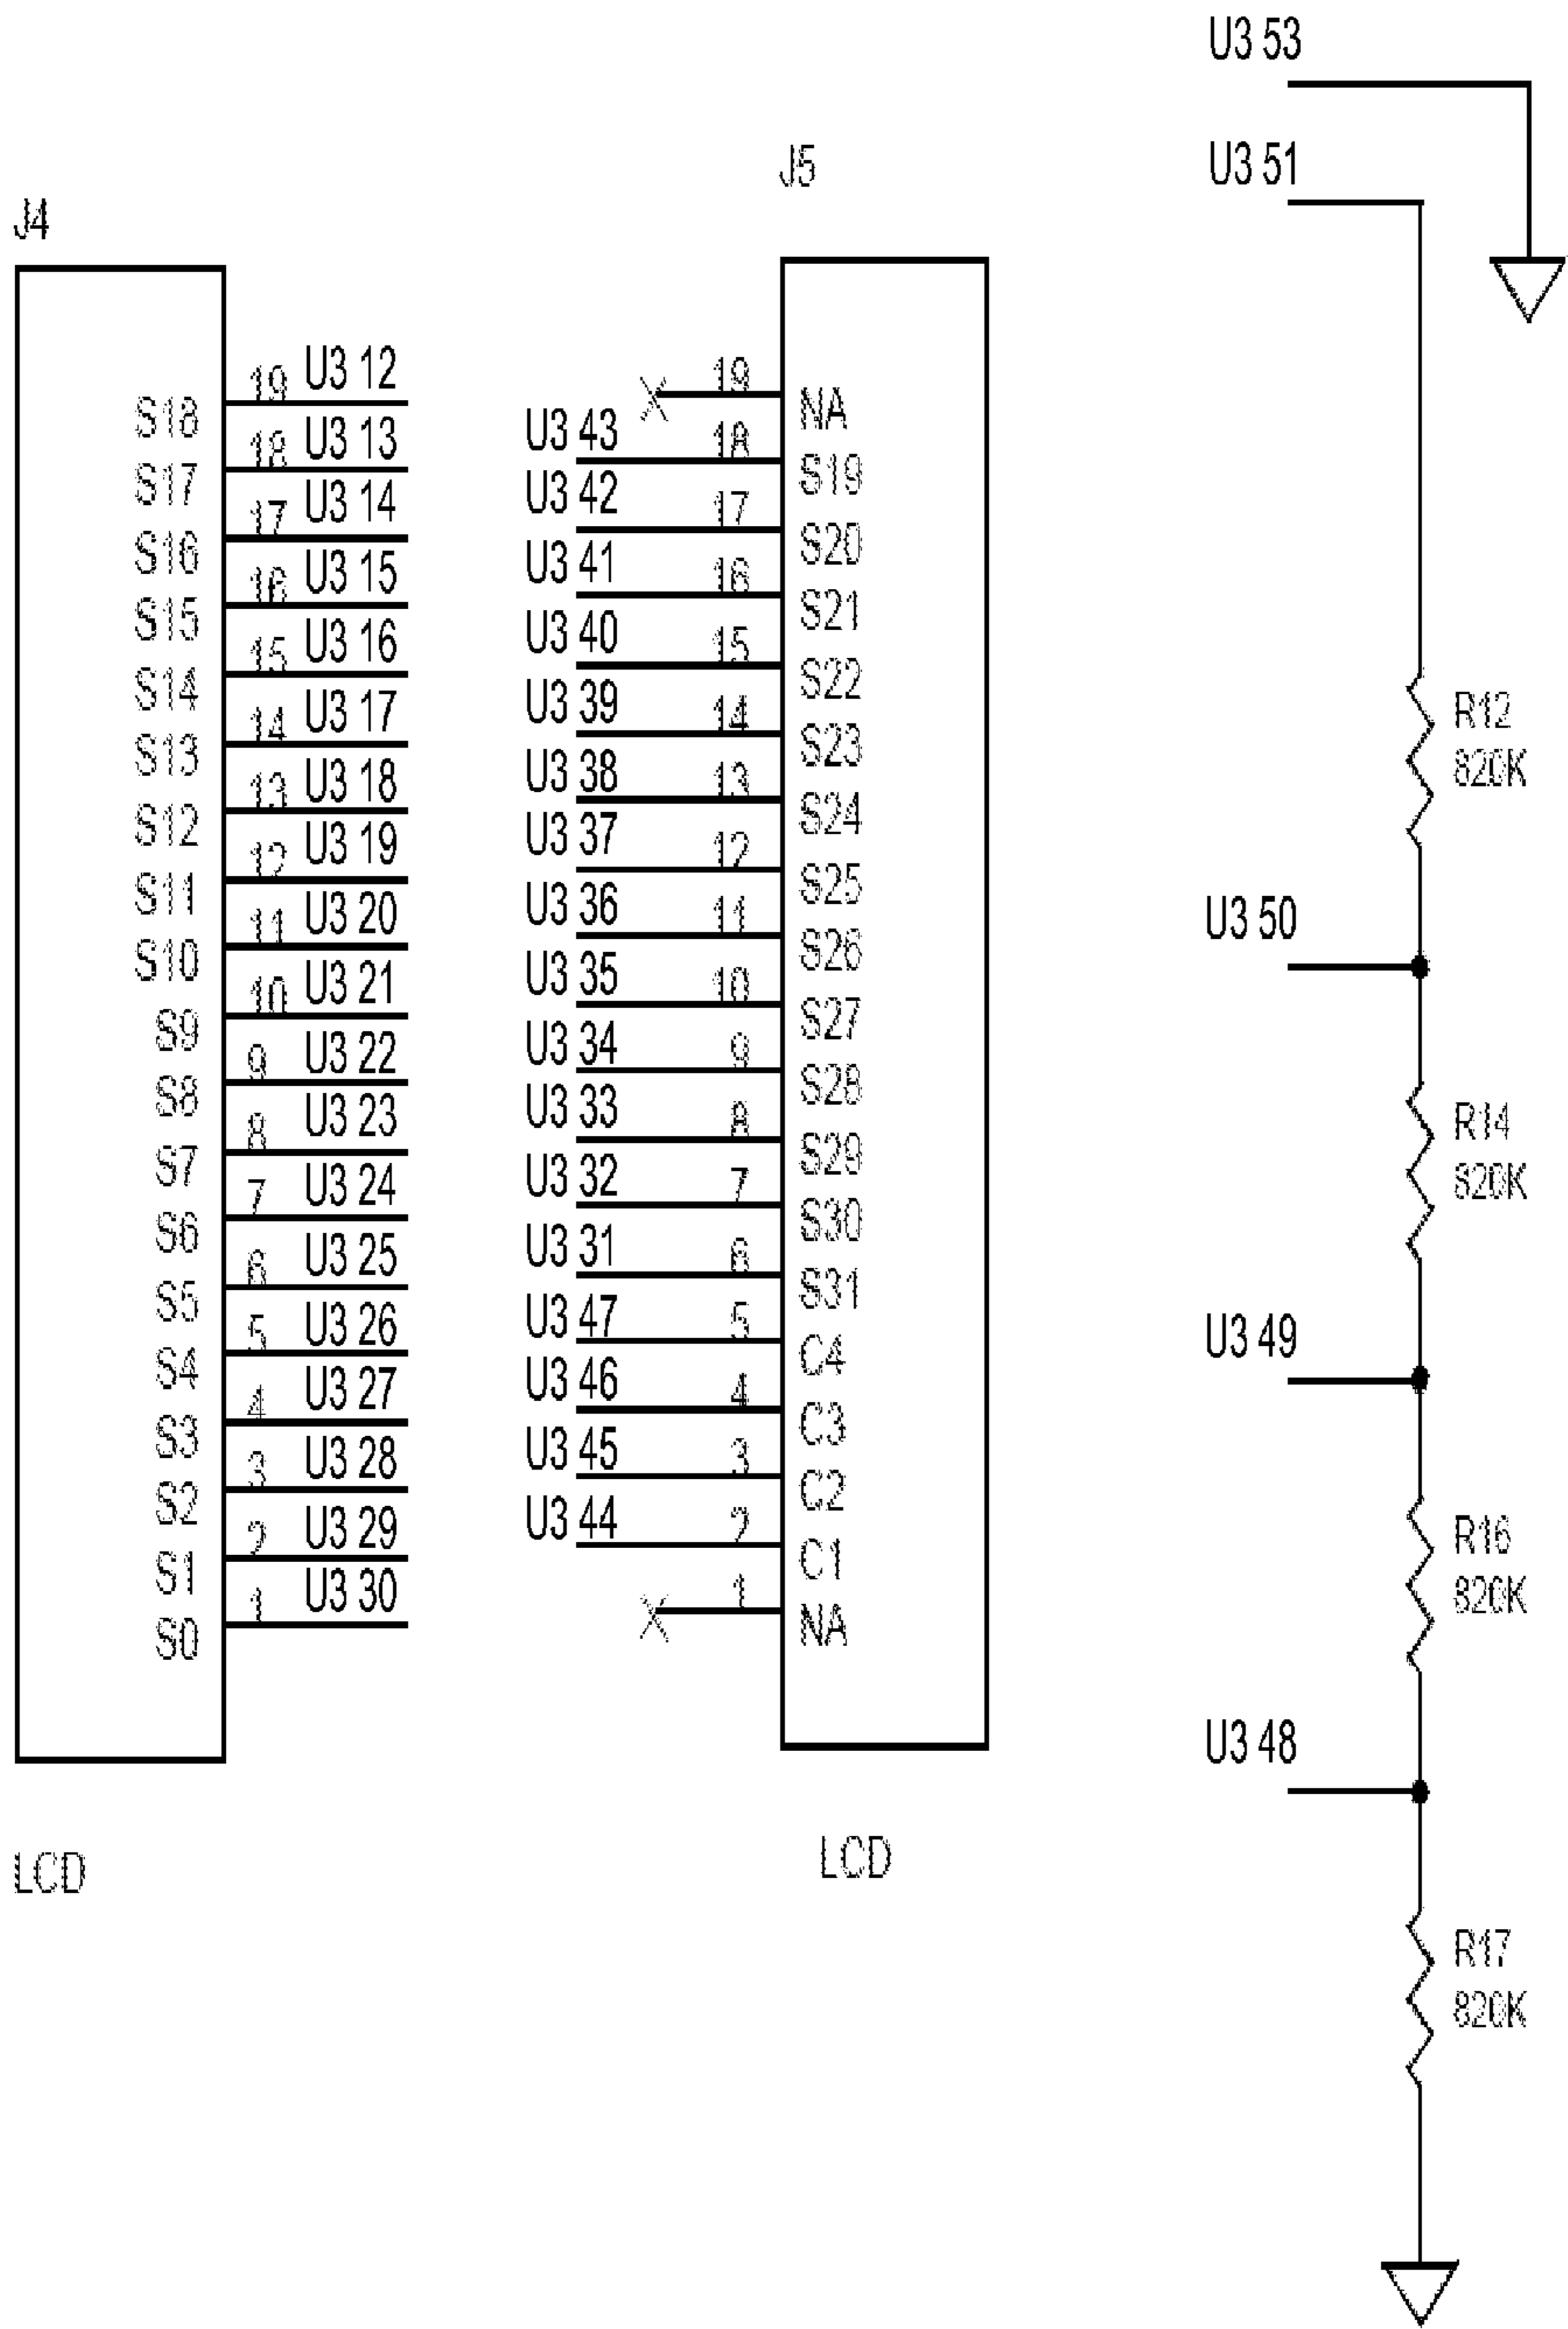 J4
S18 19 U3 12
S17 18 U3 13
S16 17 U3 14
S15 16 U3 15
S14 15 U3 16
S13 14 U3 17
S12 13 U3 18
S11 12 U3 19
S10 11 U3 20
S9 10 U3 21
S8 9 U3 22
S7 8 U3 23
S6 7 U3 24
S5 6 U3 25
S4 5 U3 26
S3 4 U3 27
S2 3 U3 28
S1 2 U3 29
S0 1 U3 30
LCD
J5
19 NA
U3 43 18 S19
U3 42 17 S20
U3 41 16 S21
U3 40 15 S22
U3 39 14 S23
U3 38 13 S24
U3 37 12 S25
U3 36 11 S26
U3 35 10 S27
U3 34 9 S28
U3 33 8 S29
U3 32 7 S30
U3 31 6 S31
U3 47 5 C4
U3 46 4 C3
U3 45 3 C2
U3 44 2 C1
1 NA
LCD
U3 53
U3 51
R12
820K
U3 50
R14
820K
U3 49
R16
820K
U3 48
R17
820K